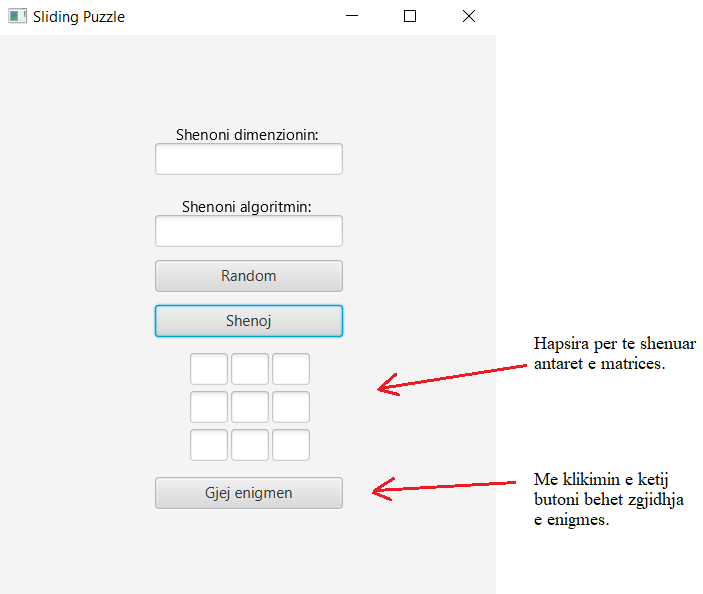 Sliding Puzzle
Shenoni dimenzionin:
Shenoni algoritmin:
Random
Shenoj
Hapsira per te shenuar
antaret e matrices.
Gjej enigmen
Me klikimin e ketij
butoni behet zgjidhja
e enigmes.